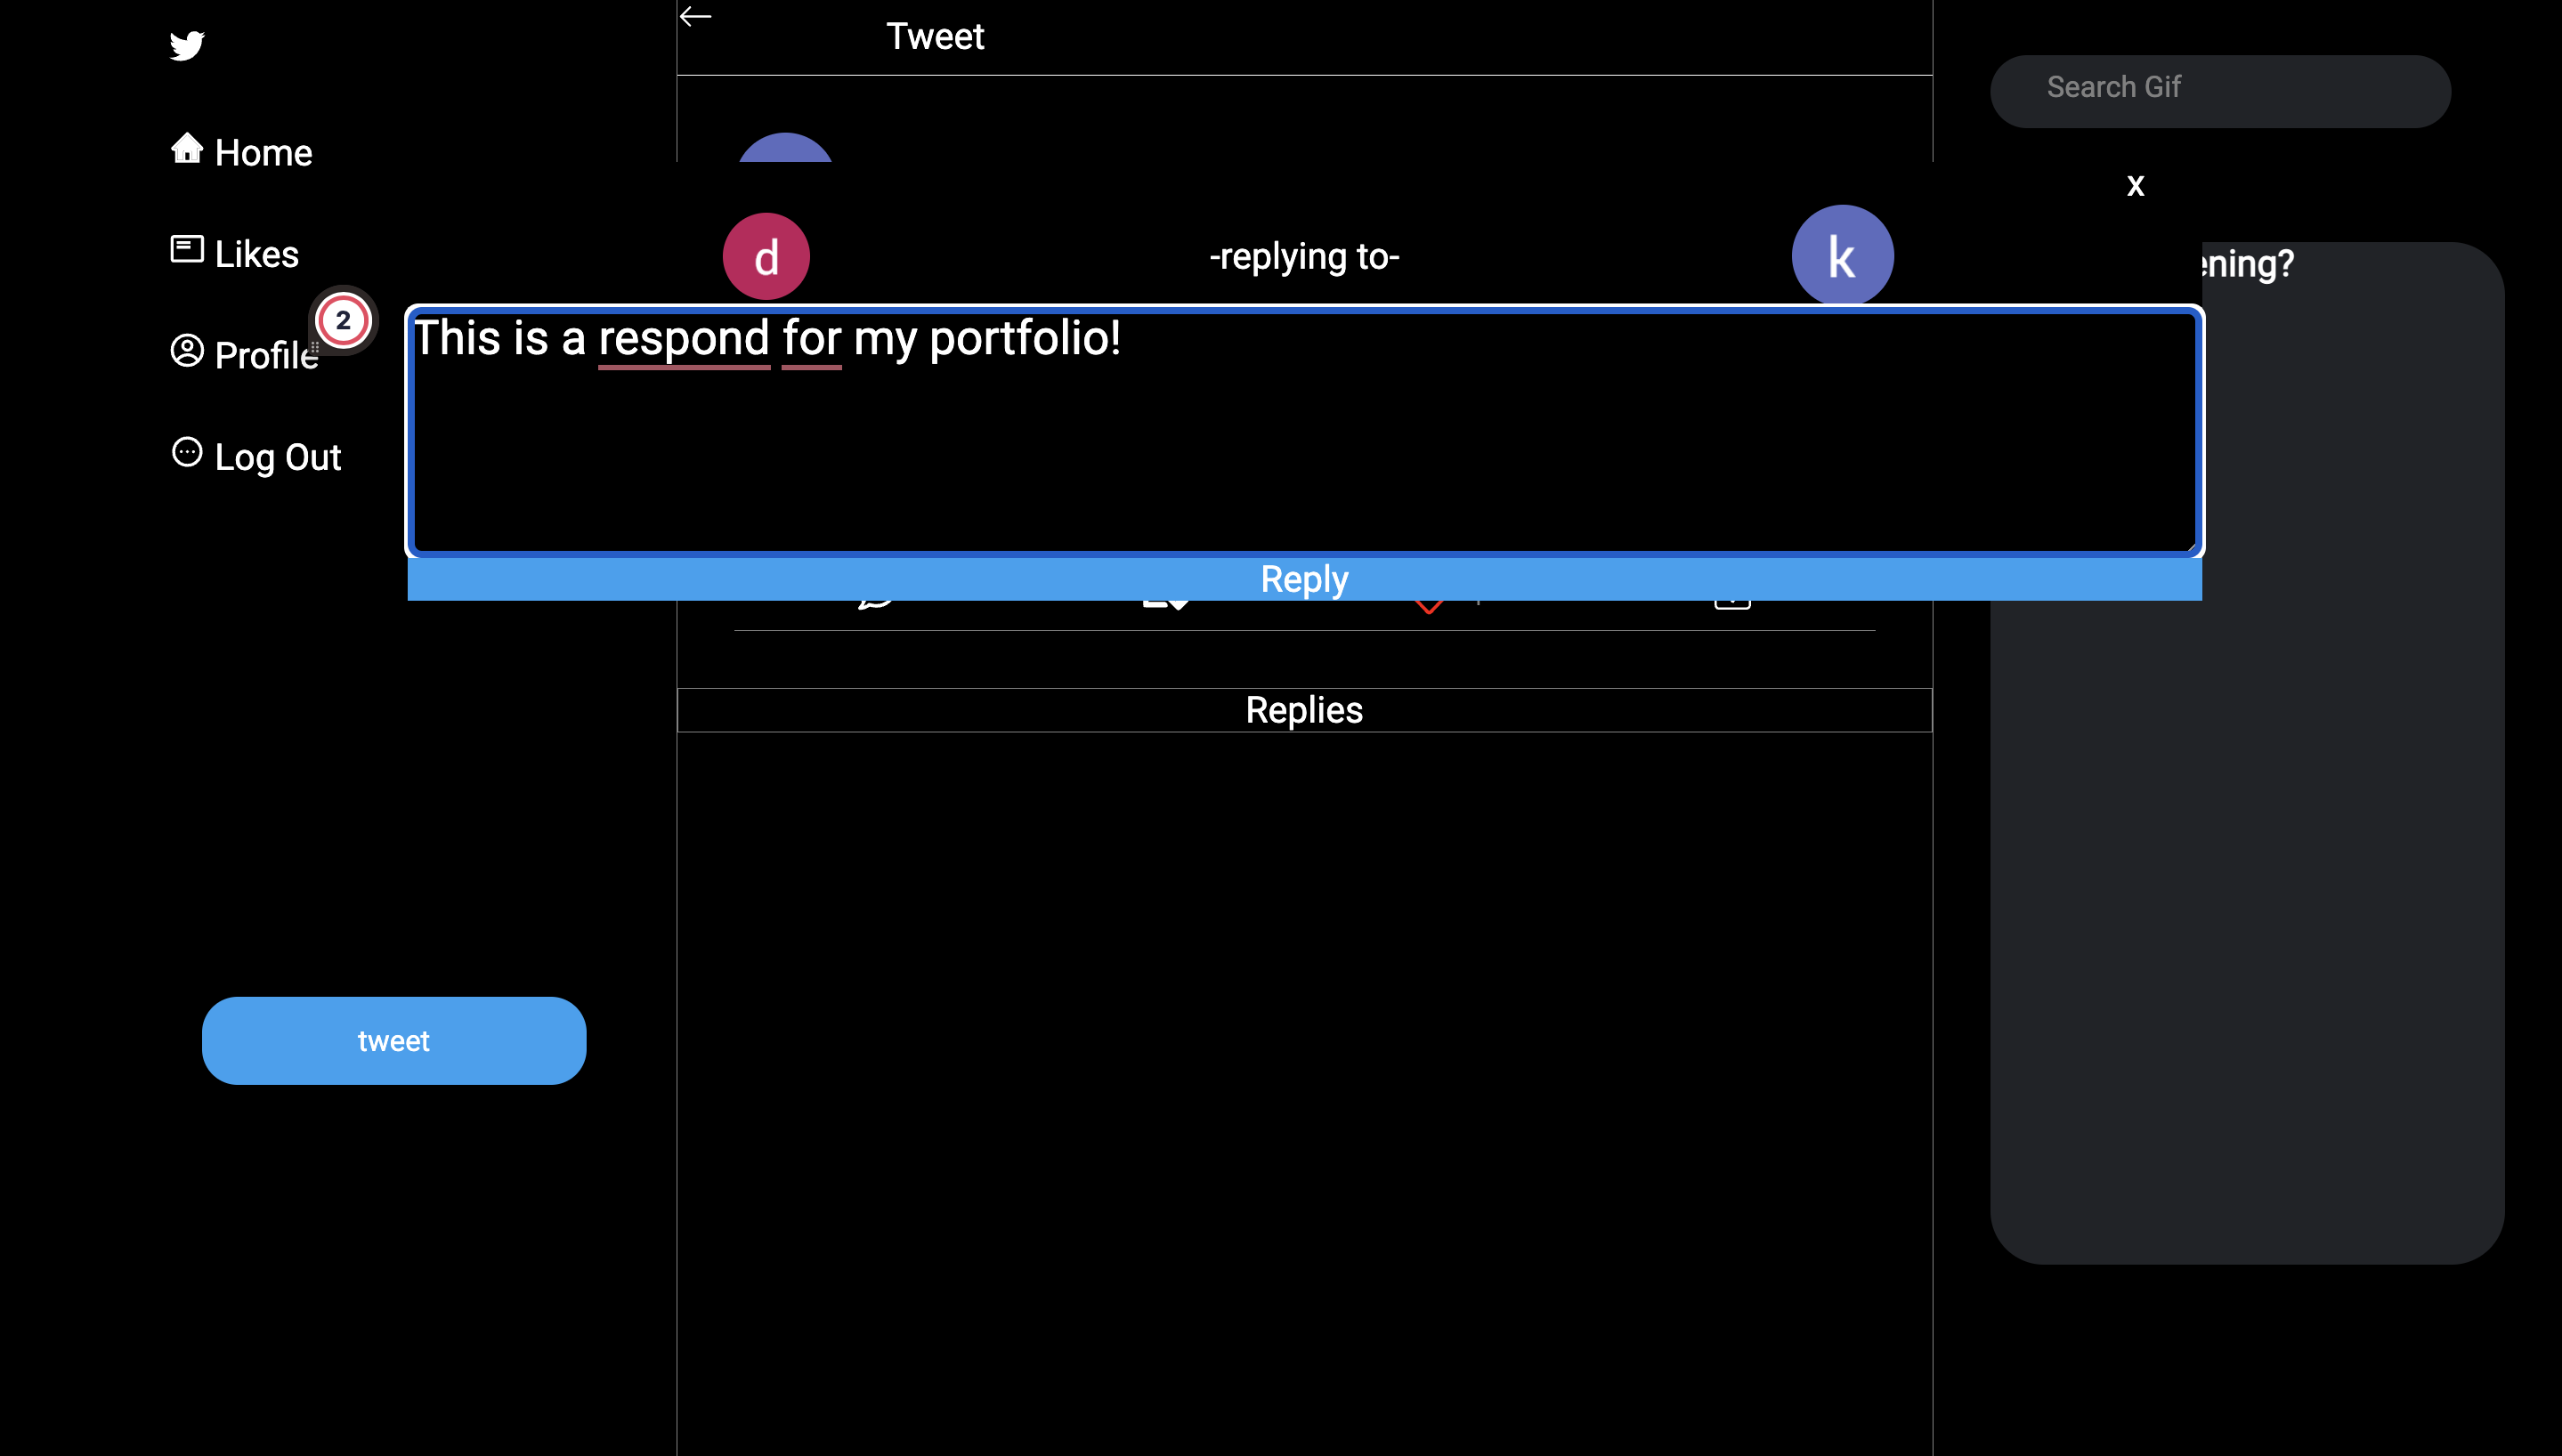 Tweet
Search Gif
Home
x
Likes
d
-replying to-
k
ening?
2
Profile
This is a respond for my portfolio!
Log Out
Reply
Replies
tweet